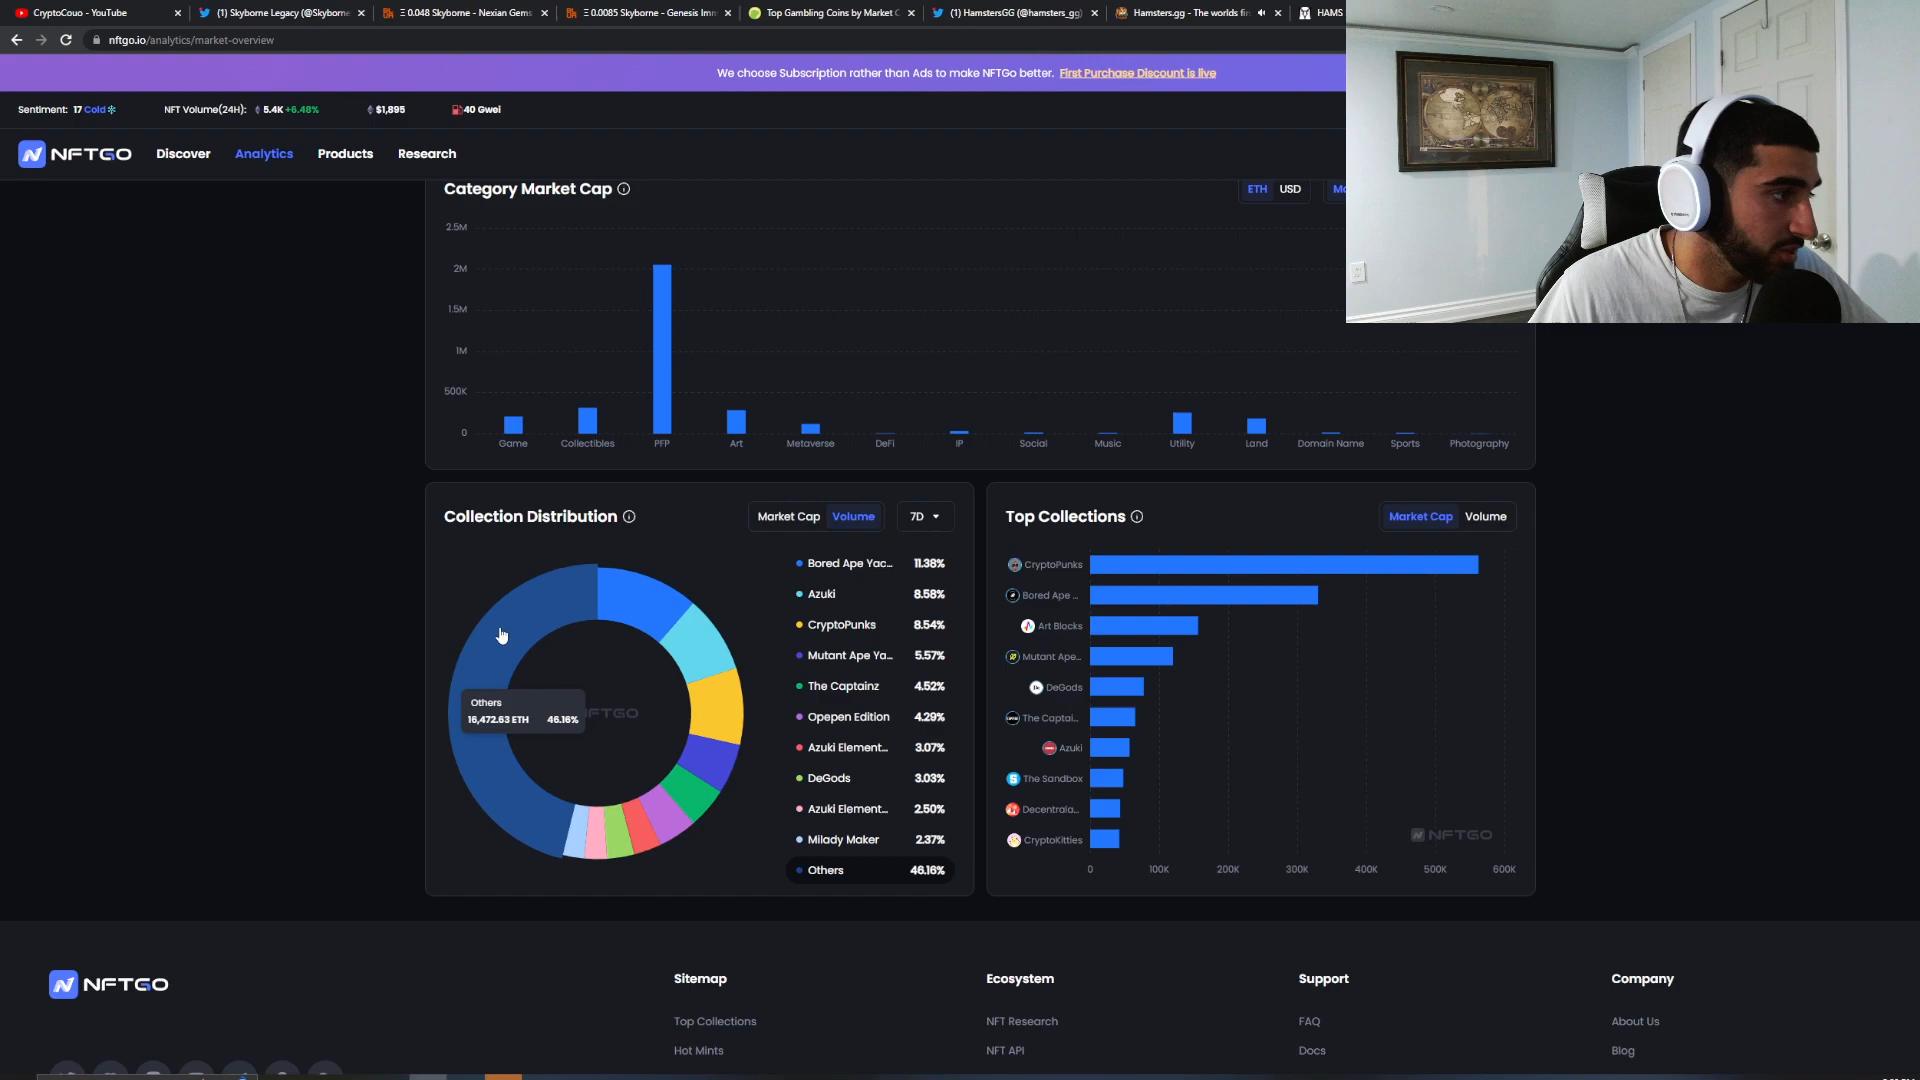 CryptoCouo - YouTube
(1) Skyborne Legacy (@Skyborne
Ξ 0.048 Skyborne - Nexian Gems
Ξ 0.0085 Skyborne - Genesis Imm
Top Gambling Coins by Market C
(1) HamstersGG (@hamsters_gg)
Hamsters.gg - The worlds fir
HAMS
nftgo.io/analytics/market-overview
We choose Subscription rather than Ads to make NFTGo better. First Purchase Discount is live
Sentiment: 17 Cold
NFT Volume(24H): 5.4K +6.48%
$1,895
40 Gwei
NFTGO
Discover
Analytics
Products
Research
Category Market Cap
ETH USD
2.5M
2M
1.5M
1M
500K
0
Game Collectibles PFP Art Metaverse DeFi IP Social Music Utility Land Domain Name Sports Photography
Collection Distribution
Market Cap Volume
7D
Bored Ape Yac... 11.38%
Azuki 8.58%
CryptoPunks 8.54%
Mutant Ape Ya... 5.57%
The Captainz 4.52%
Opepen Edition 4.29%
Azuki Element... 3.07%
DeGods 3.03%
Azuki Element... 2.50%
Milady Maker 2.37%
Others 46.16%
Others
16,472.63 ETH 46.16%
Top Collections
Market Cap Volume
CryptoPunks
Bored Ape ...
Art Blocks
Mutant Ape...
DeGods
The Captai...
Azuki
The Sandbox
Decentrala...
CryptoKitties
NFTGO
0 100K 200K 300K 400K 500K 600K
NFTGO
Sitemap
Top Collections
Hot Mints
Ecosystem
NFT Research
NFT API
Support
FAQ
Docs
Company
About Us
Blog